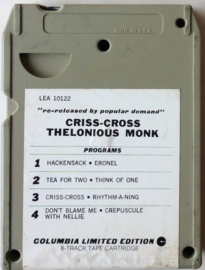 LEA 10122
"re-released by popular demand"
CRISS-CROSS
THELONIOUS MONK
PROGRAMS
1 HACKENSACK • ERONEL
2 TEA FOR TWO • THINK OF ONE
3 CRISS-CROSS • RHYTHM-A-NING
4 DON'T BLAME ME • CREPUSCULE
WITH NELLIE
COLUMBIA LIMITED EDITION
8-TRACK TAPE CARTRIDGE